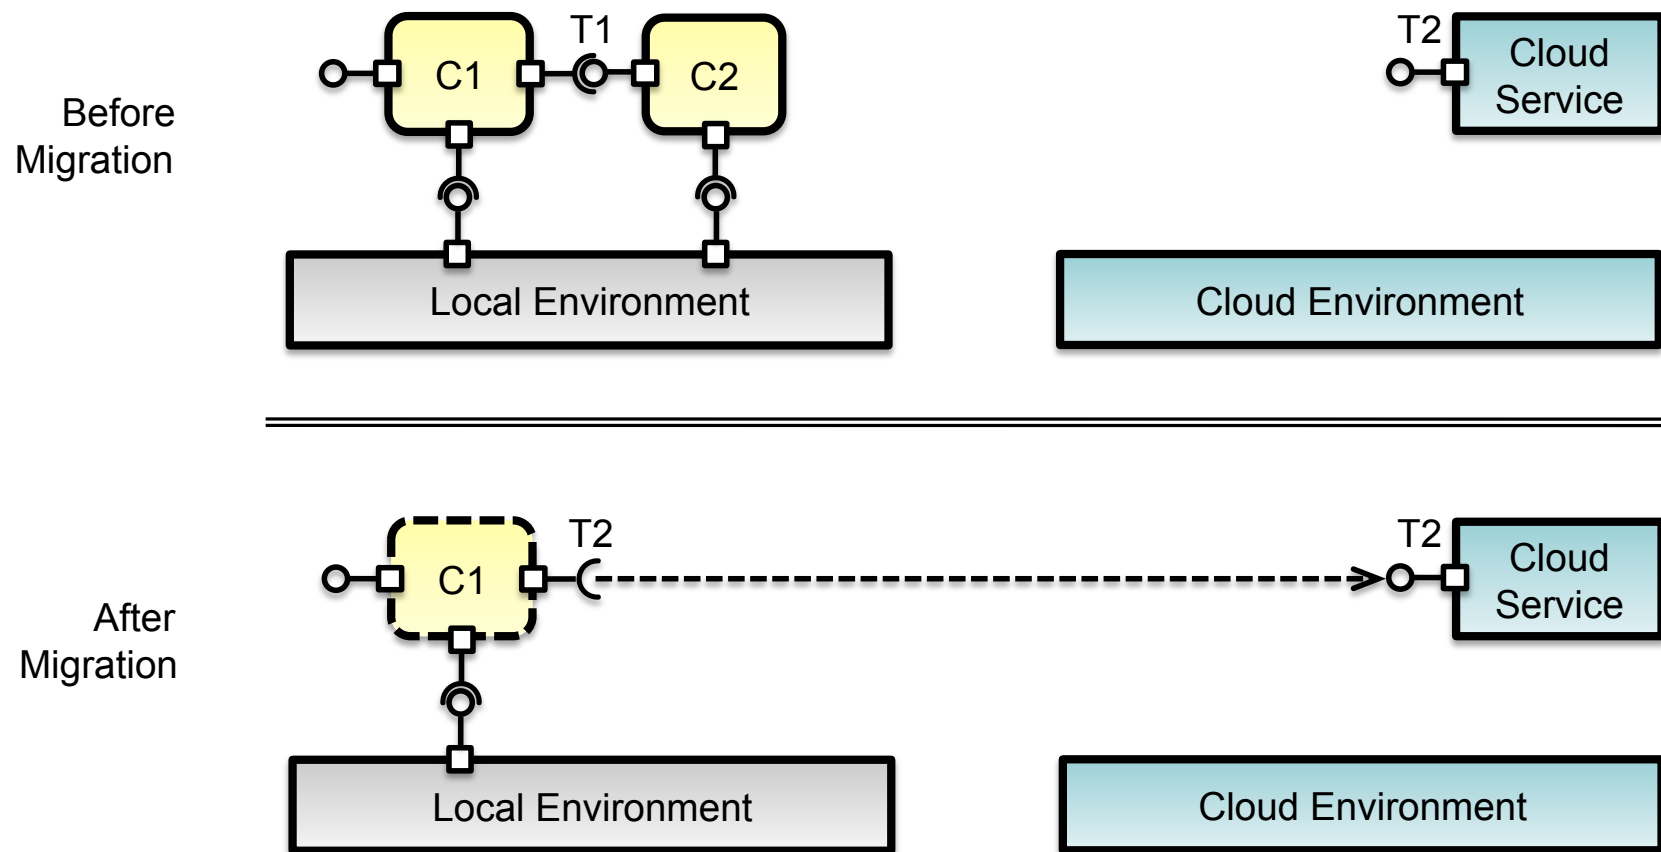 T1
T2
C1
C2
Cloud
Service
Before
Migration
Local Environment
Cloud Environment
T2
T2
C1
Cloud
Service
After
Migration
Local Environment
Cloud Environment